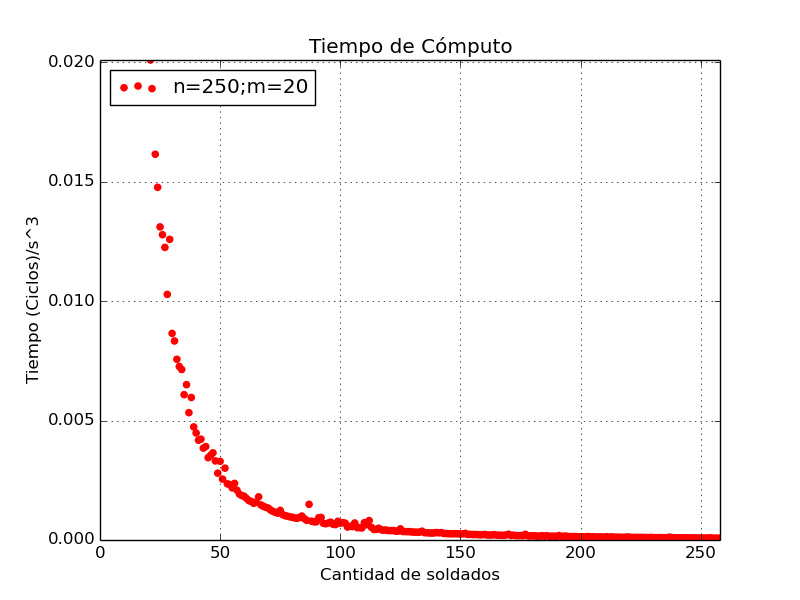 Tiempo de Cómputo
n=250;m=20
0.020
0.015
0.010
0.005
0.000
Tiempo (Ciclos)/s^3
0 50 100 150 200 250
Cantidad de soldados